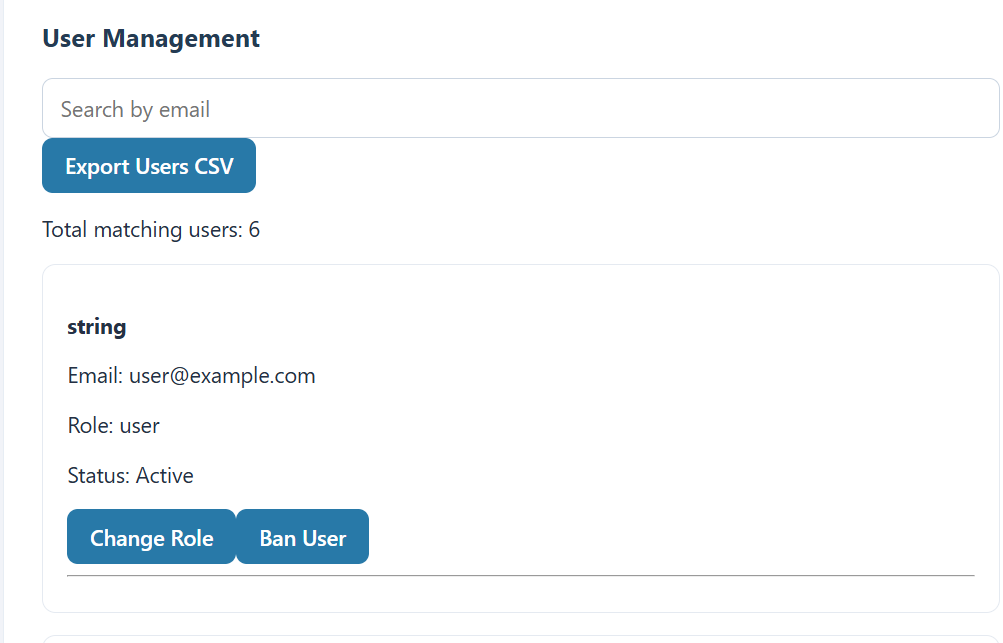 User Management
Search by email
Export Users CSV
Total matching users: 6
string
Email: user@example.com
Role: user
Status: Active
Change Role Ban User